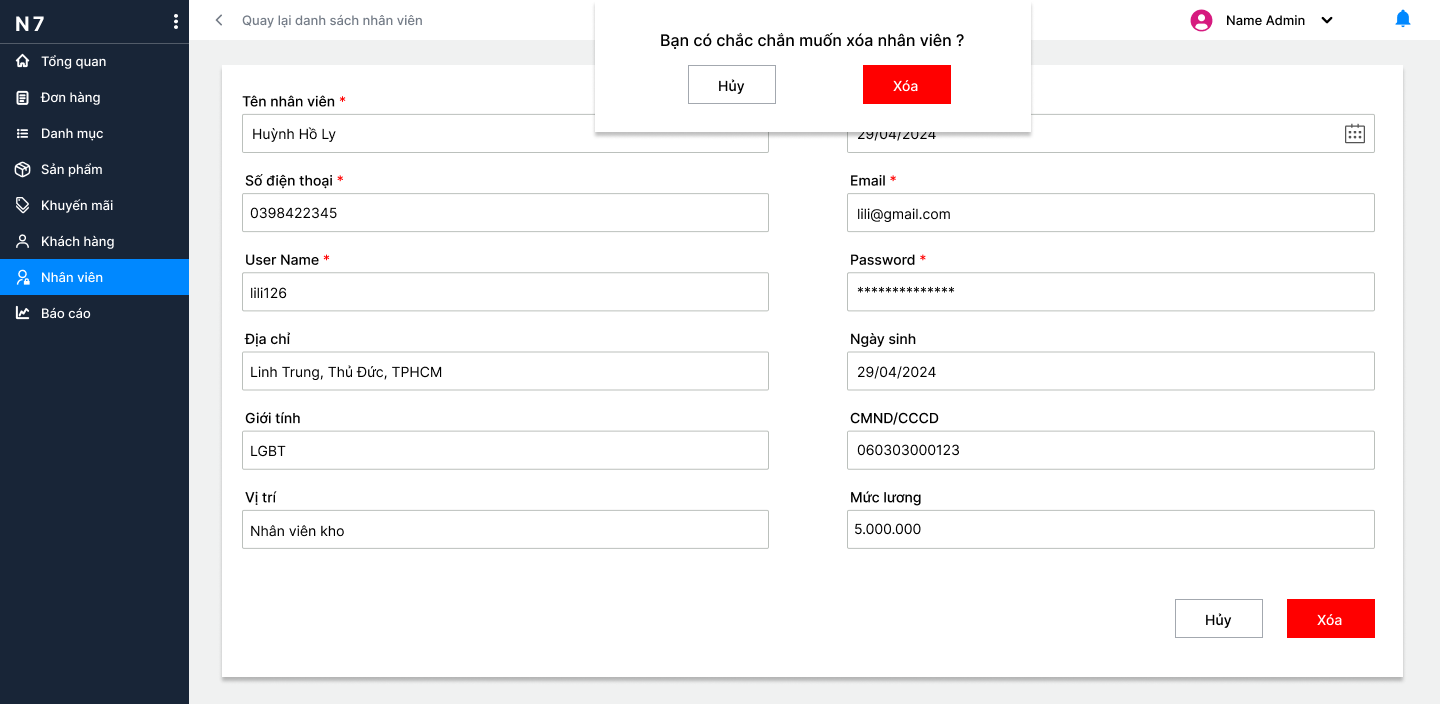 N7
Quay lại danh sách nhân viên
Name Admin
Tổng quan
Đơn hàng
Danh mục
Sản phẩm
Khuyến mãi
Khách hàng
Nhân viên
Báo cáo
Bạn có chắc chắn muốn xóa nhân viên ?
Hủy
Xóa
Tên nhân viên *
Huỳnh Hồ Ly
29/04/2024
Số điện thoại *
Email *
0398422345
lili@gmail.com
User Name *
Password *
lili126
**************
Địa chỉ
Ngày sinh
Linh Trung, Thủ Đức, TPHCM
29/04/2024
Giới tính
CMND/CCCD
LGBT
060303000123
Vị trí
Mức lương
Nhân viên kho
5.000.000
Hủy
Xóa